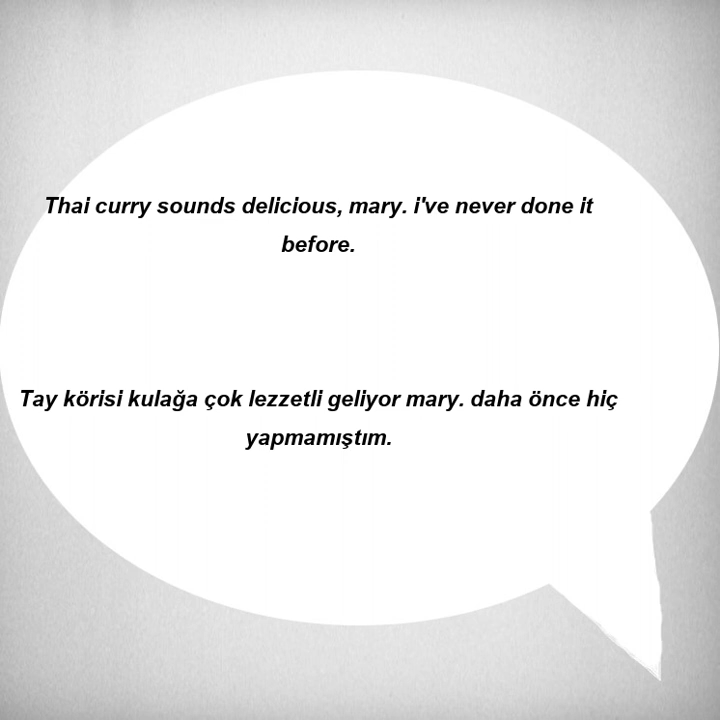 Thai curry sounds delicious, mary. i've never done it
before.
Tay körisi kulağa çok lezzetli geliyor mary. daha önce hiç
yapmamıştım.